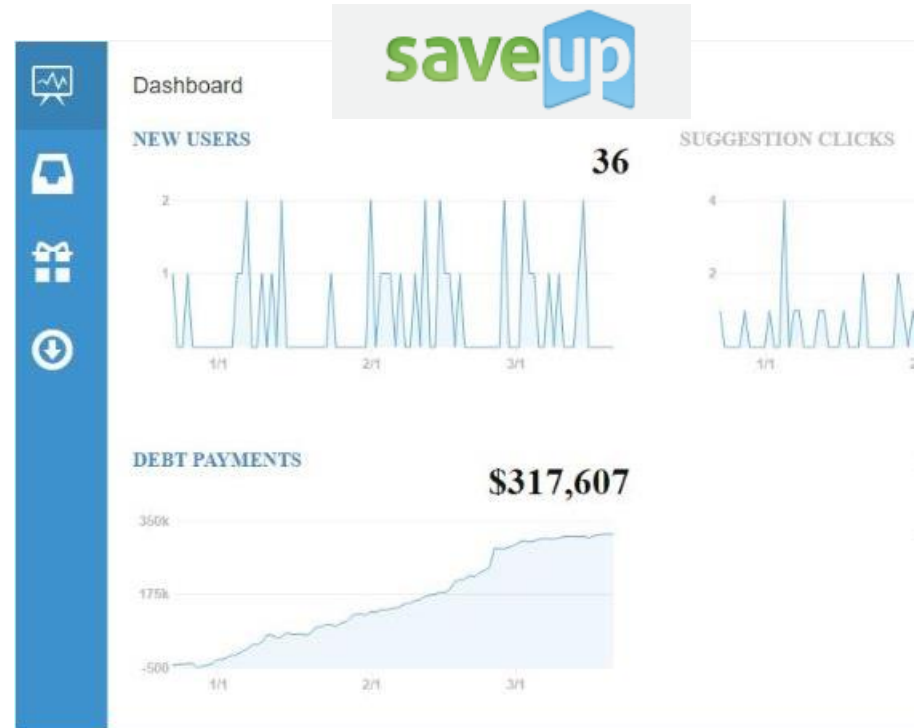 saveup
Dashboard
NEW USERS
36
2
1
1/1 2/1 3/1
SUGGESTION CLICKS
4
2
1/1
DEBT PAYMENTS
$317,607
350k
175k
-500
1/1 2/1 3/1